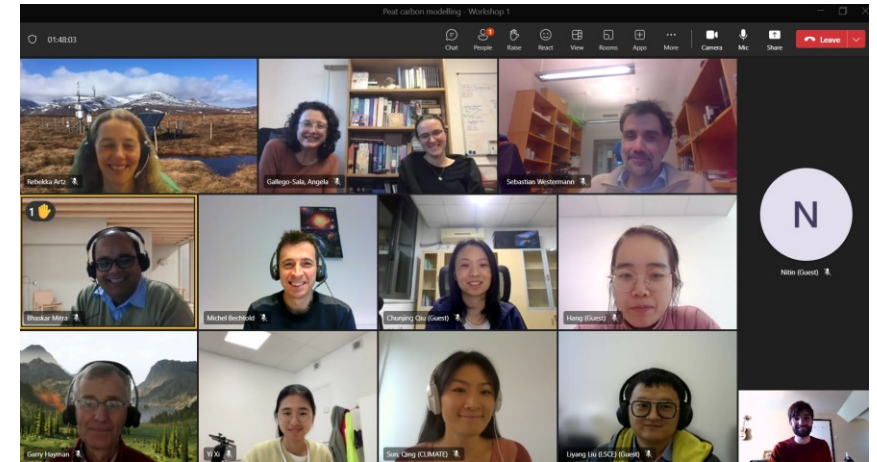 Peat carbon modelling - Workshop 1
01:48:03
Chat
1
People
Raise
React
View
Rooms
Apps
More
Camera
Mic
Share
Leave
Rebekka Artz
Gallego-Sala, Angela
Sebastian Westermann
N
Nitin (Guest)
1
Bhaskar Mitra
Michel Bechtold
Chunjing Qiu (Guest)
Hang (Guest)
Garry Hayman
Yi Xi
Sun, Qing (CLIMATE)
Liyang Liu (LSCE) (Guest)